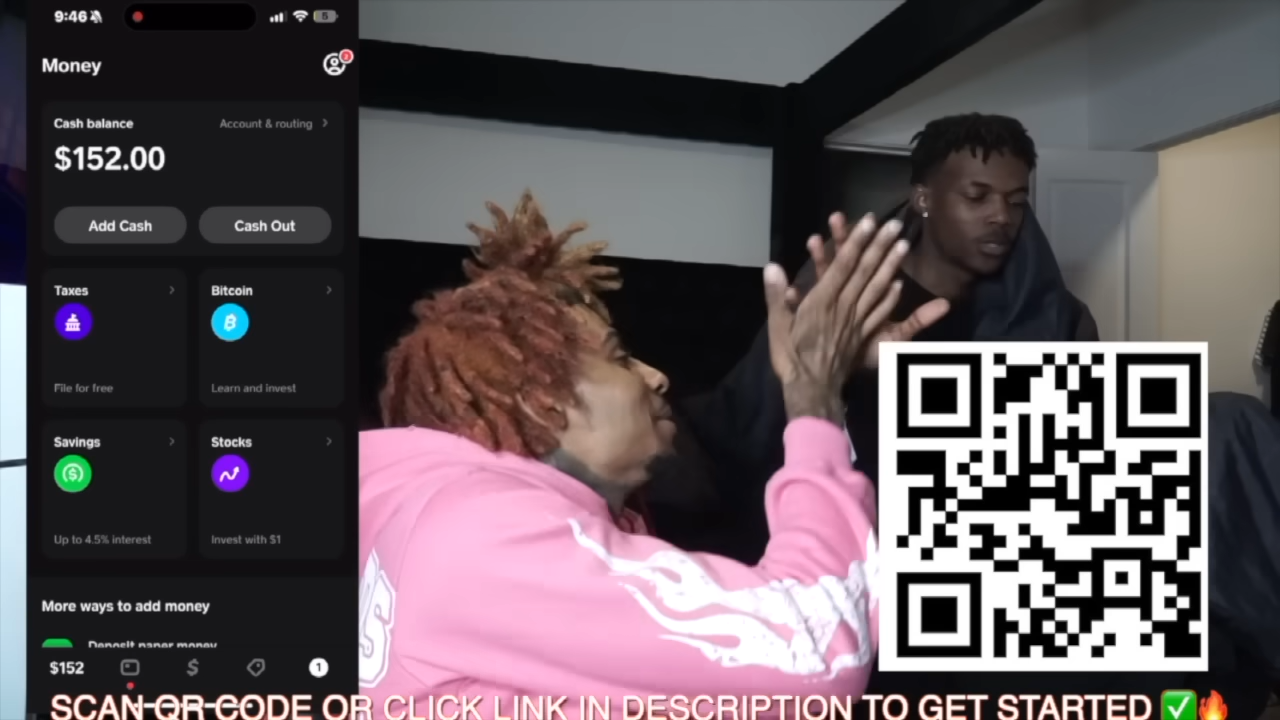 9:46
5
Money
2
Cash balance
Account & routing
$152.00
Add Cash
Cash Out
Taxes
Bitcoin
File for free
Learn and invest
Savings
Stocks
Up to 4.5% interest
Invest with $1
More ways to add money
Deposit paper money
$152
$
1
SCAN QR CODE OR CLICK LINK IN DESCRIPTION TO GET STARTED ✅🔥